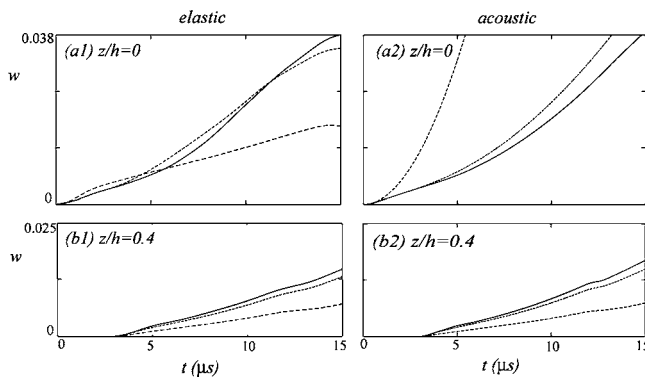 elastic acoustic
0.038 (a1) z/h=0 (a2) z/h=0
w
0
0.025 (b1) z/h=0.4 (b2) z/h=0.4
w
0
0 5 10 15 0 5 10 15
t (μs) t (μs)